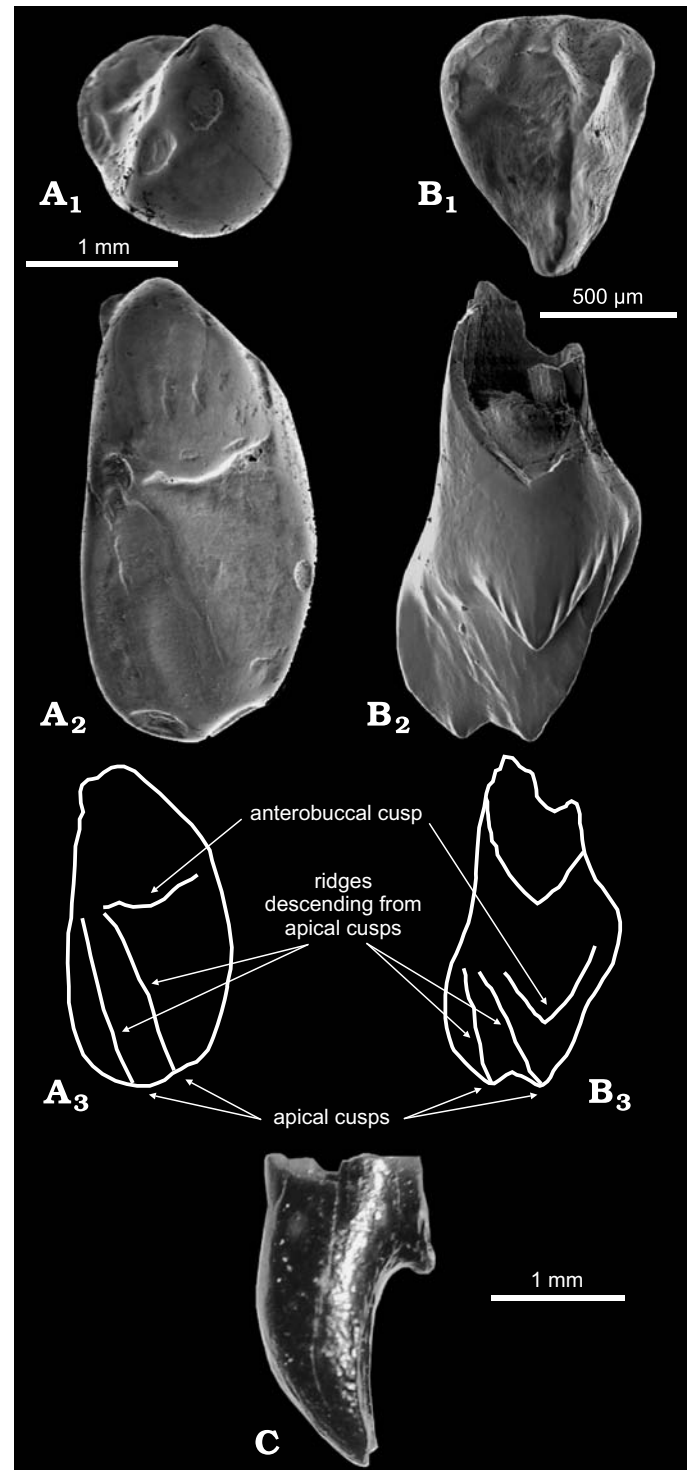 A1
B1
1 mm
500 µm
A2
B2
anterobuccal cusp
ridges
descending from
apical cusps
A3
B3
apical cusps
1 mm
C